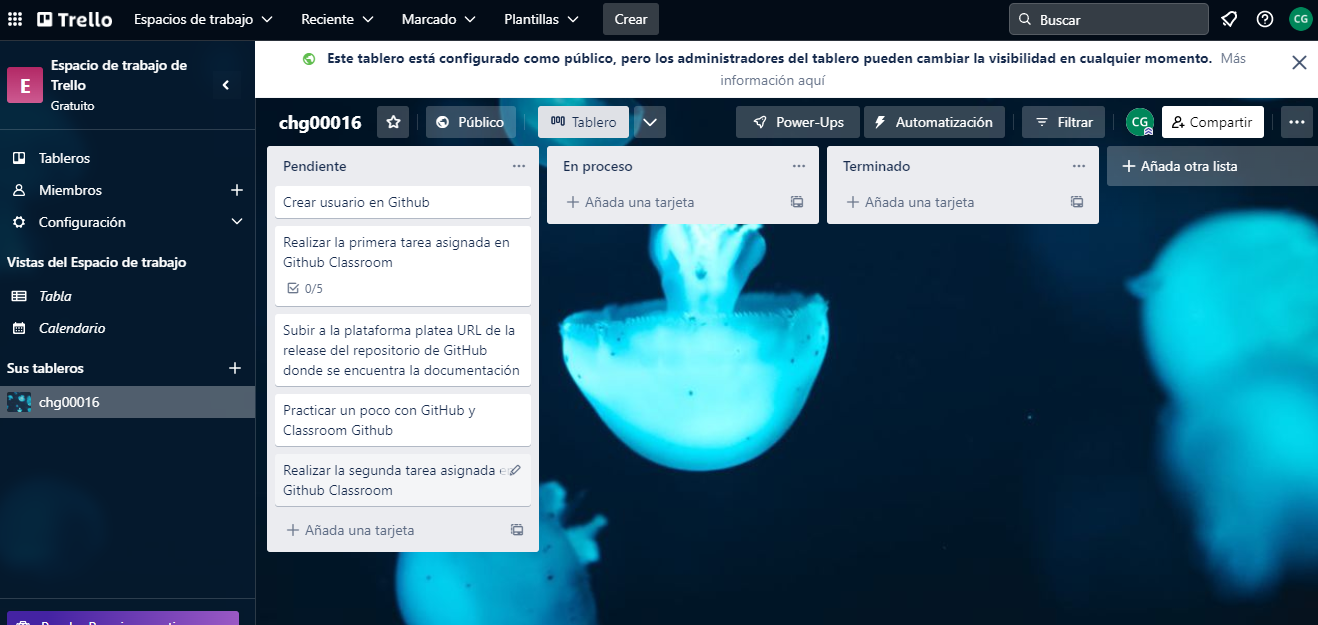 Trello
Espacios de trabajo
Reciente
Marcado
Plantillas
Crear
Buscar
CG
E
Espacio de trabajo de
Trello
Gratuito
Tableros
Miembros
Configuración
Vistas del Espacio de trabajo
Tabla
Calendario
Sus tableros
chg00016
Este tablero está configurado como público, pero los administradores del tablero pueden cambiar la visibilidad en cualquier momento. Más
información aquí
chg00016
Público
Tablero
Power-Ups
Automatización
Filtrar
CG
Compartir
Pendiente
Crear usuario en Github
Realizar la primera tarea asignada en
Github Classroom
0/5
Subir a la plataforma platea URL de la
release del repositorio de GitHub
donde se encuentra la documentación
Practicar un poco con GitHub y
Classroom Github
Realizar la segunda tarea asignada en
Github Classroom
Añada una tarjeta
En proceso
Añada una tarjeta
Terminado
Añada una tarjeta
Añada otra lista